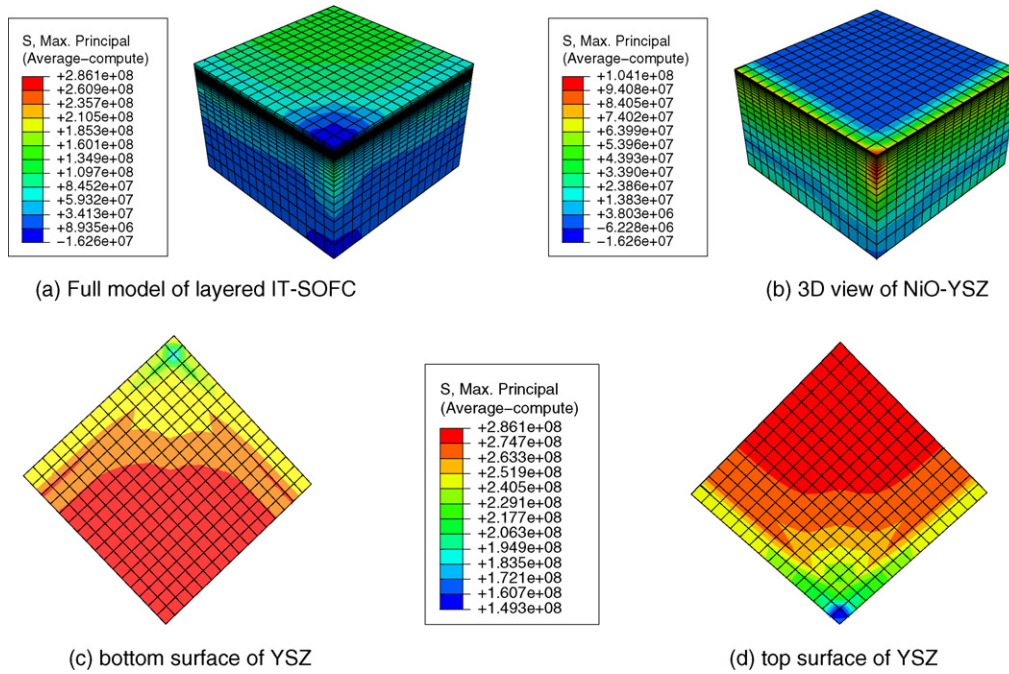 S, Max. Principal
(Average-compute)
+2.861e+08
+2.609e+08
+2.357e+08
+2.105e+08
+1.853e+08
+1.601e+08
+1.349e+08
+1.097e+08
+8.452e+07
+5.932e+07
+3.413e+07
+8.935e+06
-1.626e+07
S, Max. Principal
(Average-compute)
+1.041e+08
+9.408e+07
+8.405e+07
+7.402e+07
+6.399e+07
+5.396e+07
+4.393e+07
+3.390e+07
+2.386e+07
+1.383e+07
+3.803e+06
-6.228e+06
-1.626e+07
(a) Full model of layered IT-SOFC
(b) 3D view of NiO-YSZ
S, Max. Principal
(Average-compute)
+2.861e+08
+2.747e+08
+2.633e+08
+2.519e+08
+2.405e+08
+2.291e+08
+2.177e+08
+2.063e+08
+1.949e+08
+1.835e+08
+1.721e+08
+1.607e+08
+1.493e+08
(c) bottom surface of YSZ
(d) top surface of YSZ